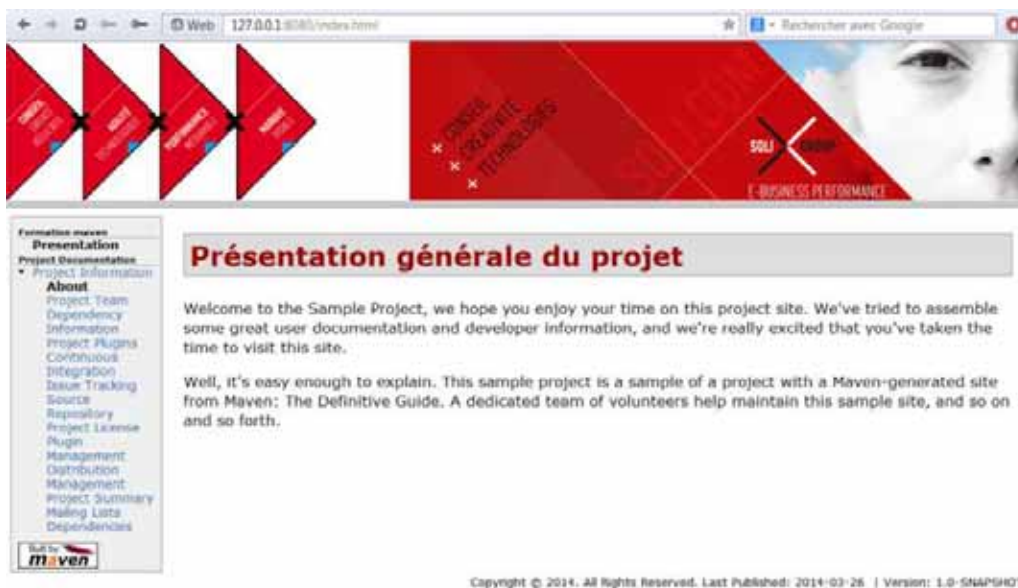 Web 127.0.0.1:8080/index.html Rechercher avec Google
CONSEIL
CREATIVITE
TECHNOLOGIES
SQLI GROUP
E-BUSINESS PERFORMANCE
Formation maven
Presentation
Project Documentation
Project Information
About
Project Team
Dependency
Information
Project Plugins
Continuous
Integration
Issue Tracking
Source
Repository
Project License
Plugin
Management
Distribution
Management
Project Summary
Mailing Lists
Dependencies
Built by
maven
Présentation générale du projet
Welcome to the Sample Project, we hope you enjoy your time on this project site. We've tried to assemble
some great user documentation and developer information, and we're really excited that you've taken the
time to visit this site.
Well, it's easy enough to explain. This sample project is a sample of a project with a Maven-generated site
from Maven: The Definitive Guide. A dedicated team of volunteers help maintain this sample site, and so on
and so forth.
Copyright © 2014. All Rights Reserved. Last Published: 2014-03-26 | Version: 1.0-SNAPSHO